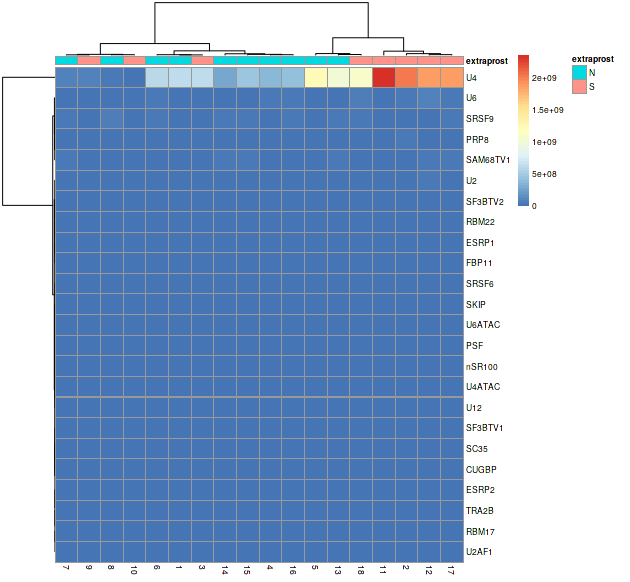 extraprost
extraprost
N
S
2e+09
1.5e+09
1e+09
5e+08
0
U4
U6
SRSF9
PRP8
SAM68TV1
U2
SF3BTV2
RBM22
ESRP1
FBP11
SRSF6
SKIP
U6ATAC
PSF
nSR100
U4ATAC
U12
SF3BTV1
SC35
CUGBP
ESRP2
TRA2B
RBM17
U2AF1
7 9 8 10 6 1 3 14 15 4 16 5 13 18 11 2 12 17